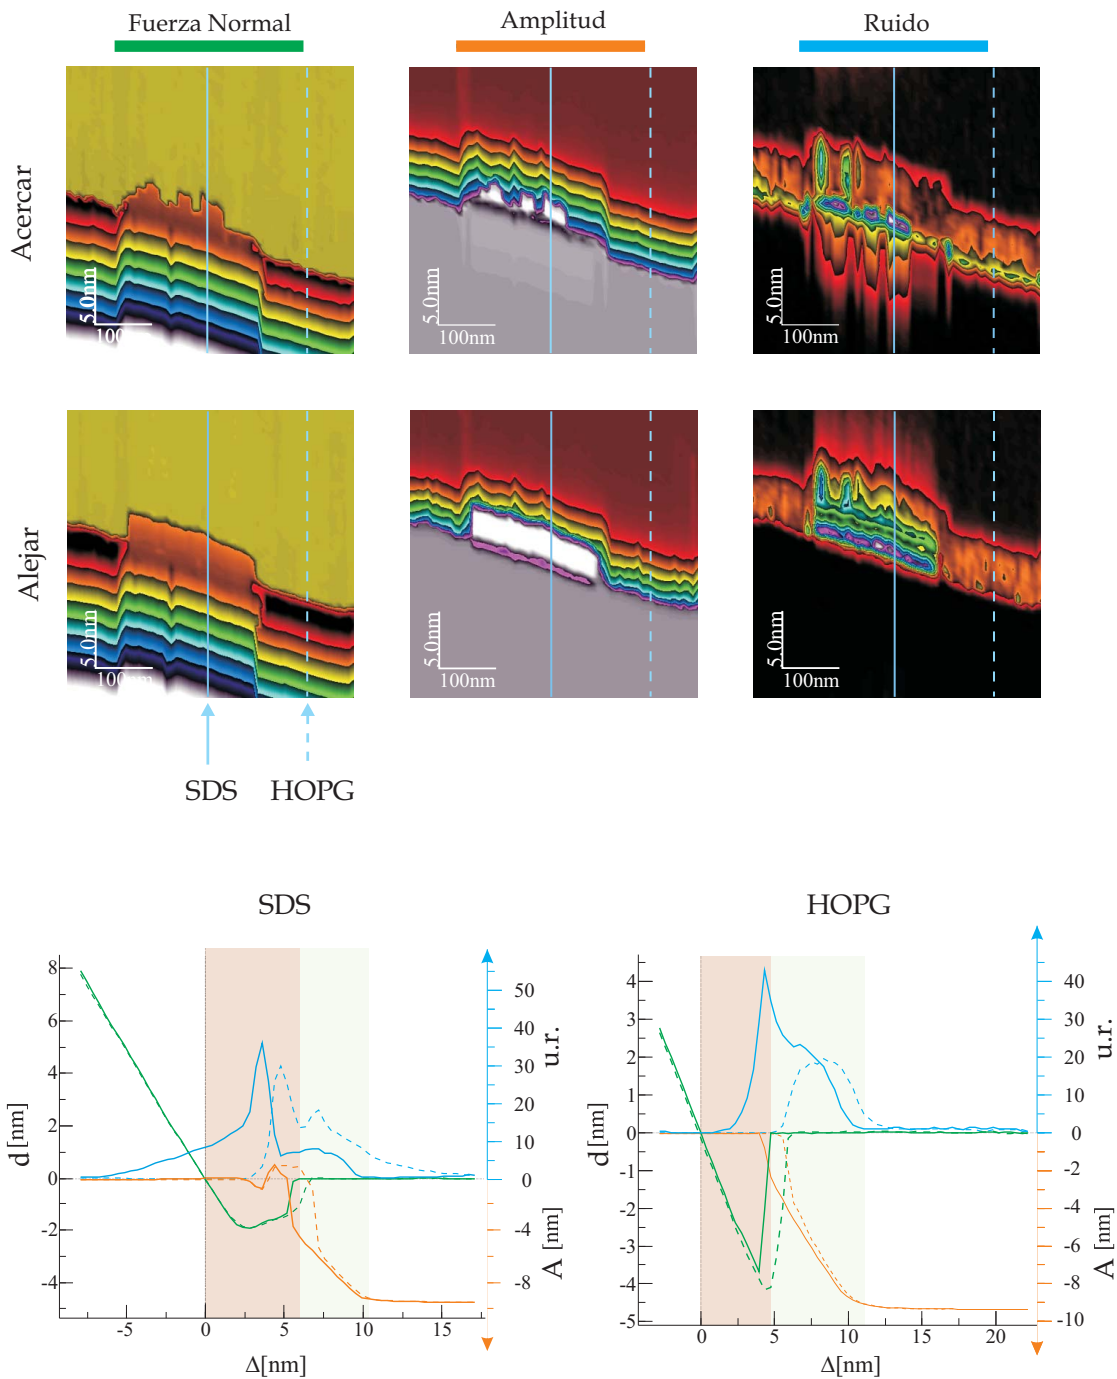 Fuerza Normal
Amplitud
Ruido
Acercar
5.0nm
100nm
5.0nm
100nm
5.0nm
100nm
Alejar
5.0nm
100nm
5.0nm
100nm
5.0nm
100nm
SDS
HOPG
SDS
HOPG
d [nm]
8
6
4
2
0
-2
-4
-5
0
5
10
15
Δ[nm]
50
40
30
20
10
0
-4
-8
u.r.
A [nm]
d [nm]
4
3
2
1
0
-1
-2
-3
-4
-5
0
5
10
15
20
Δ[nm]
40
30
20
10
0
-2
-4
-6
-8
-10
u.r.
A [nm]